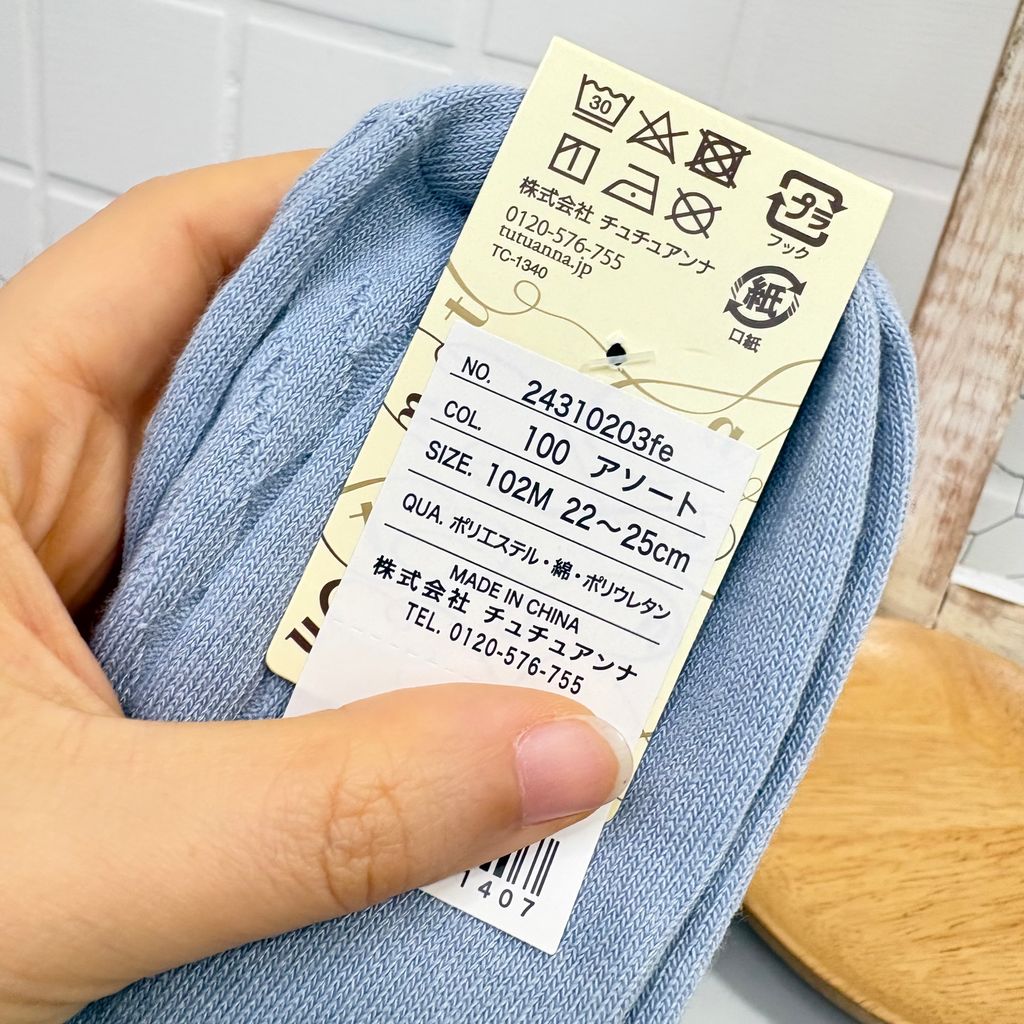 30
プラ
フック
紙
口紙
株式会社 チュチュアンナ
0120-576-755
tutuanna.jp
TC-1340
NO. 24310203fe
COL. 100 アソート
SIZE. 102M 22～25cm
QUA. ポリエステル・綿・ポリウレタン
MADE IN CHINA
株式会社 チュチュアンナ
TEL. 0120-576-755
1407